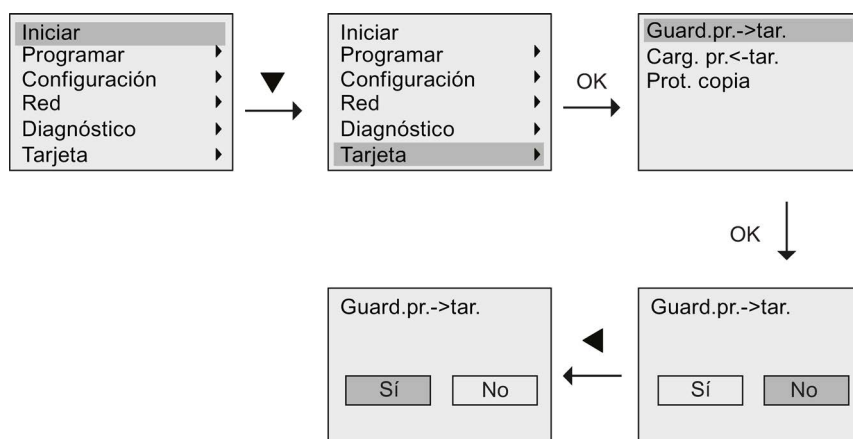 Iniciar
Programar
Configuración
Red
Diagnóstico
Tarjeta
Iniciar
Programar
Configuración
Red
Diagnóstico
Tarjeta
OK
Guard.pr.->tar.
Carg. pr.<-tar.
Prot. copia
OK
Guard.pr.->tar.
Sí No
Guard.pr.->tar.
Sí No